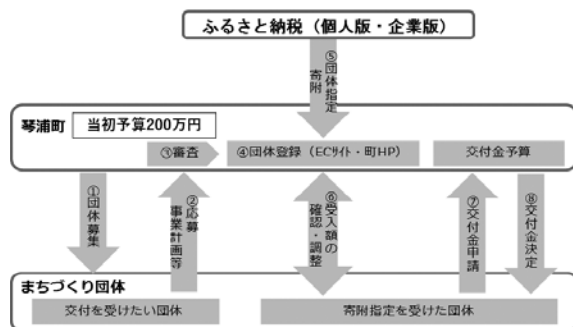 ふるさと納税（個人版・企業版）
⑤団体指定
寄附
琴浦町
当初予算200万円
③審査
④団体登録（ECサイト・町HP）
交付金予算
①団体募集
②応募
事業計画等
⑥受入額の
確認・調整
⑦交付金申請
⑧交付金決定
まちづくり団体
交付を受けたい団体
寄附指定を受けた団体